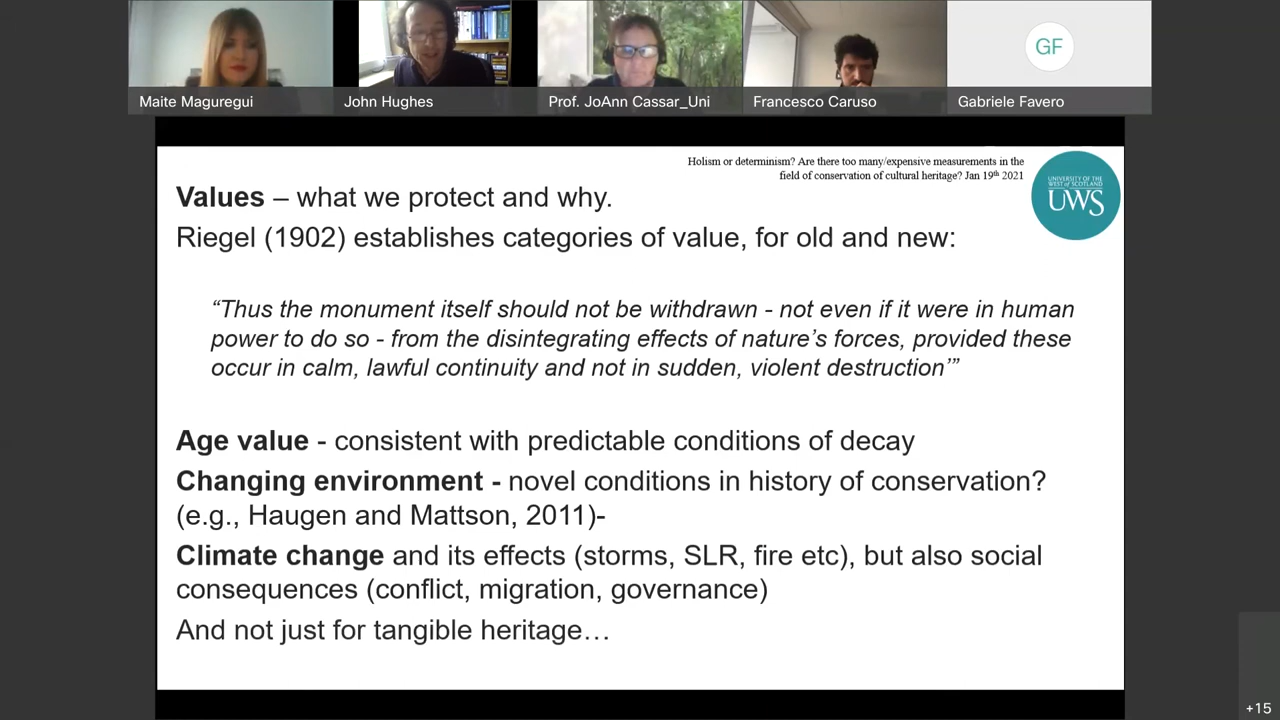 Maite Maguregui
John Hughes
Prof. JoAnn Cassar_Uni
Francesco Caruso
GF
Gabriele Favero
Holism or determinism? Are there too many/expensive measurements in the
field of conservation of cultural heritage? Jan 19th 2021
UNIVERSITY OF THE
WEST of SCOTLAND
UWS
Values – what we protect and why.
Riegel (1902) establishes categories of value, for old and new:
“Thus the monument itself should not be withdrawn - not even if it were in human
power to do so - from the disintegrating effects of nature’s forces, provided these
occur in calm, lawful continuity and not in sudden, violent destruction’”
Age value - consistent with predictable conditions of decay
Changing environment - novel conditions in history of conservation?
(e.g., Haugen and Mattson, 2011)-
Climate change and its effects (storms, SLR, fire etc), but also social
consequences (conflict, migration, governance)
And not just for tangible heritage…
+15